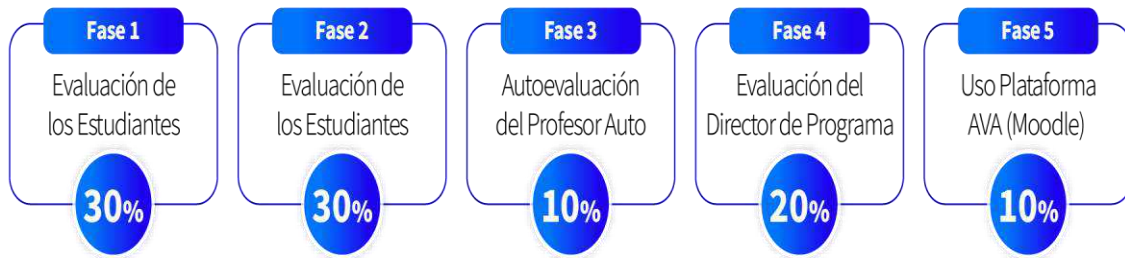 Fase 1
Evaluación de
los Estudiantes
30%
Fase 2
Evaluación de
los Estudiantes
30%
Fase 3
Autoevaluación
del Profesor Auto
10%
Fase 4
Evaluación del
Director de Programa
20%
Fase 5
Uso Plataforma
AVA (Moodle)
10%